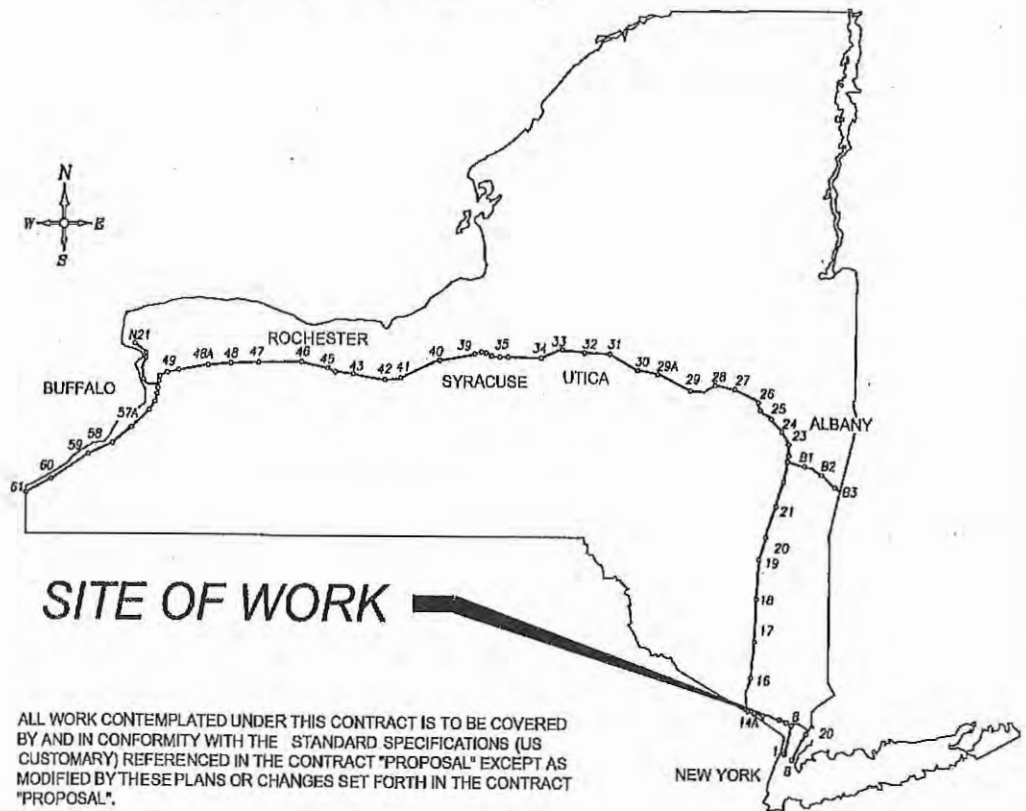 N
W E
S
N21
ROCHESTER
49 48A 48 47 46 45 43 42 41 40 39 35 34 33 32 31
BUFFALO
SYRACUSE UTICA
30 29A 29 28 27 26 25 24 23
57A
ALBANY
58
59
60
61
B1
B2
B3
21
20
19
SITE OF WORK
18
17
16
14A 8
20
1
6
NEW YORK
ALL WORK CONTEMPLATED UNDER THIS CONTRACT IS TO BE COVERED
BY AND IN CONFORMITY WITH THE STANDARD SPECIFICATIONS (US
CUSTOMARY) REFERENCED IN THE CONTRACT "PROPOSAL" EXCEPT AS
MODIFIED BY THESE PLANS OR CHANGES SET FORTH IN THE CONTRACT
"PROPOSAL".